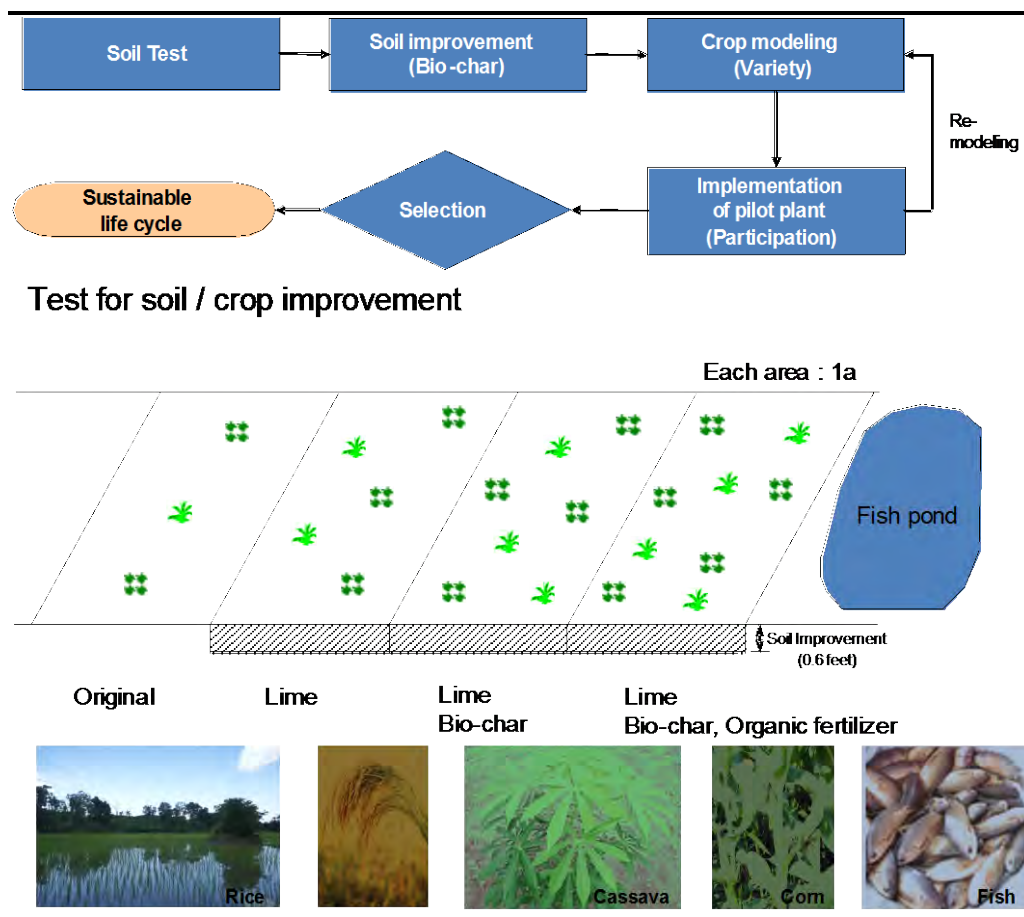 Soil Test
Soil improvement
(Bio-char)
Crop modeling
(Variety)
Re-
modeling
Sustainable
life cycle
Selection
Implementation
of pilot plant
(Participation)
Test for soil / crop improvement
Each area : 1a
Fish pond
Soil Improvement
(0.6 feet)
Original
Lime
Lime
Bio-char
Lime
Bio-char, Organic fertilizer
Rice
Cassava
Corn
Fish